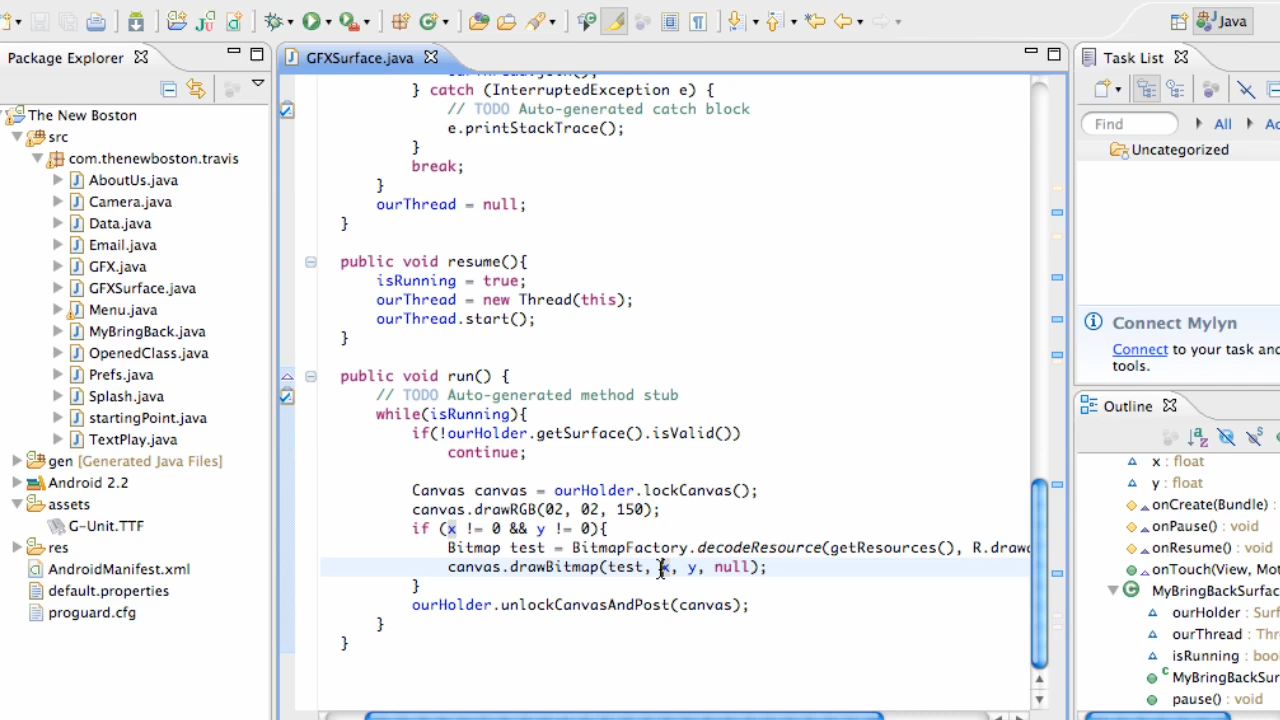 Java
Package Explorer
The New Boston
src
com.thenewboston.travis
AboutUs.java
Camera.java
Data.java
Email.java
GFX.java
GFXSurface.java
Menu.java
MyBringBack.java
OpenedClass.java
Prefs.java
Splash.java
startingPoint.java
TextPlay.java
gen [Generated Java Files]
Android 2.2
assets
G-Unit.TTF
res
AndroidManifest.xml
default.properties
proguard.cfg
GFXSurface.java
} catch (InterruptedException e) {
// TODO Auto-generated catch block
e.printStackTrace();
}
break;
}
ourThread = null;
}
public void resume(){
isRunning = true;
ourThread = new Thread(this);
ourThread.start();
}
public void run() {
// TODO Auto-generated method stub
while(isRunning){
if(!ourHolder.getSurface().isValid())
continue;
Canvas canvas = ourHolder.lockCanvas();
canvas.drawRGB(02, 02, 150);
if (x != 0 && y != 0){
Bitmap test = BitmapFactory.decodeResource(getResources(), R.drawa
canvas.drawBitmap(test, x, y, null);
}
ourHolder.unlockCanvasAndPost(canvas);
}
}
Task List
Find
All
Ac
Uncategorized
Connect Mylyn
Connect to your task and
tools.
Outline
x : float
y : float
onCreate(Bundle) :
onPause() : void
onResume() : void
onTouch(View, Mot
MyBringBackSurfac
ourHolder : Surf
ourThread : Thr
isRunning : boo
MyBringBackSur
pause() : void